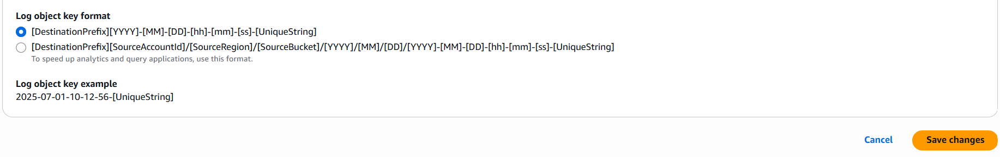 Log object key format
[DestinationPrefix][YYYY]-[MM]-[DD]-[hh]-[mm]-[ss]-[UniqueString]
[DestinationPrefix][SourceAccountId]/[SourceRegion]/[SourceBucket]/[YYYY]/[MM]/[DD]/[YYYY]-[MM]-[DD]-[hh]-[mm]-[ss]-[UniqueString]
To speed up analytics and query applications, use this format.
Log object key example
2025-07-01-10-12-56-[UniqueString]
Cancel
Save changes